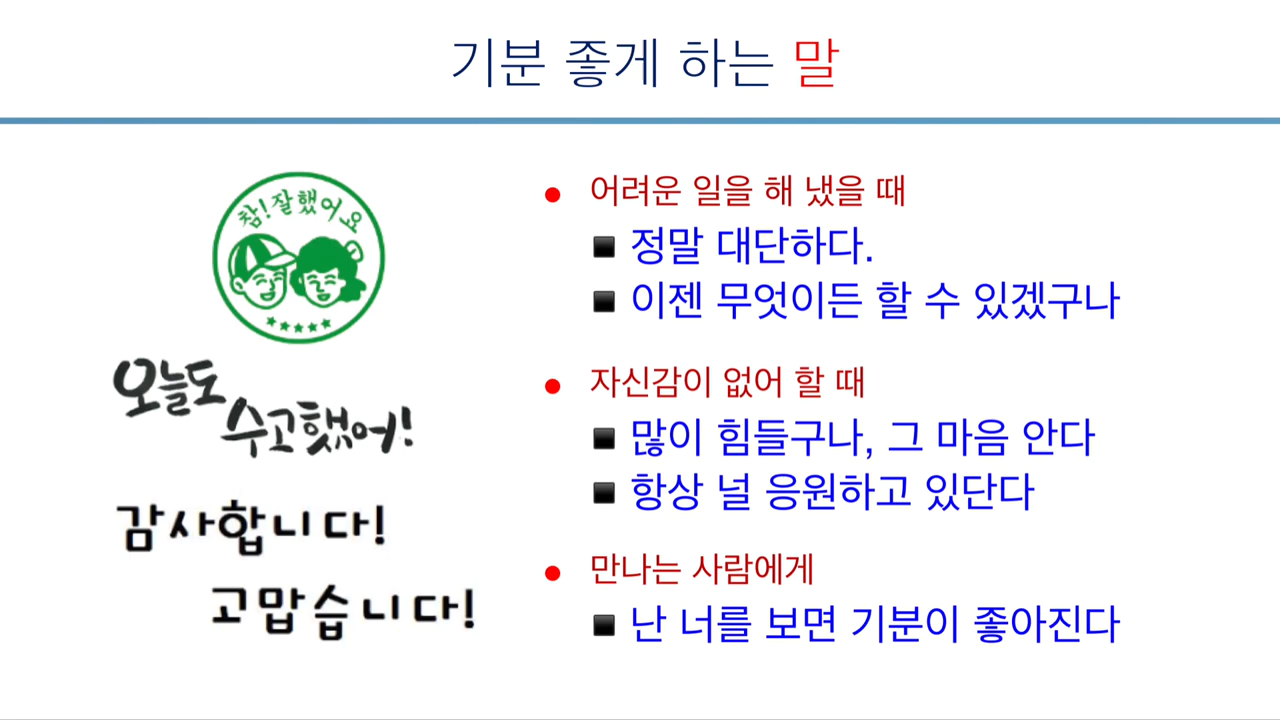 기분 좋게 하는 말
참!잘했어요
오늘도
수고했어!
감사합니다!
고맙습니다!
어려운 일을 해 냈을 때
정말 대단하다.
이젠 무엇이든 할 수 있겠구나
자신감이 없어 할 때
많이 힘들구나, 그 마음 안다
항상 널 응원하고 있단다
만나는 사람에게
난 너를 보면 기분이 좋아진다